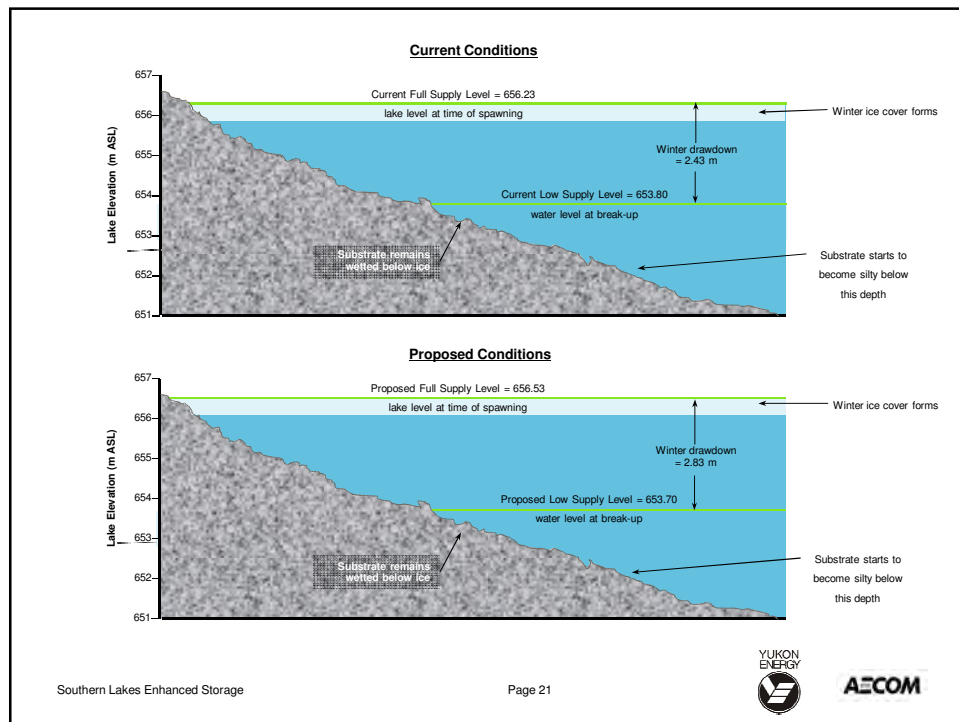 Current Conditions
657
656
655
654
653
652
651
Lake Elevation (m ASL)
Current Full Supply Level = 656.23
lake level at time of spawning
Winter ice cover forms
Winter drawdown
= 2.43 m
Current Low Supply Level = 653.80
water level at break-up
Substrate remains
wetted below ice
Substrate starts to
become silty below
this depth
Proposed Conditions
657
656
655
654
653
652
651
Lake Elevation (m ASL)
Proposed Full Supply Level = 656.53
lake level at time of spawning
Winter ice cover forms
Winter drawdown
= 2.83 m
Proposed Low Supply Level = 653.70
water level at break-up
Substrate remains
wetted below ice
Substrate starts to
become silty below
this depth
Southern Lakes Enhanced Storage
Page 21
YUKON
ENERGY
AECOM